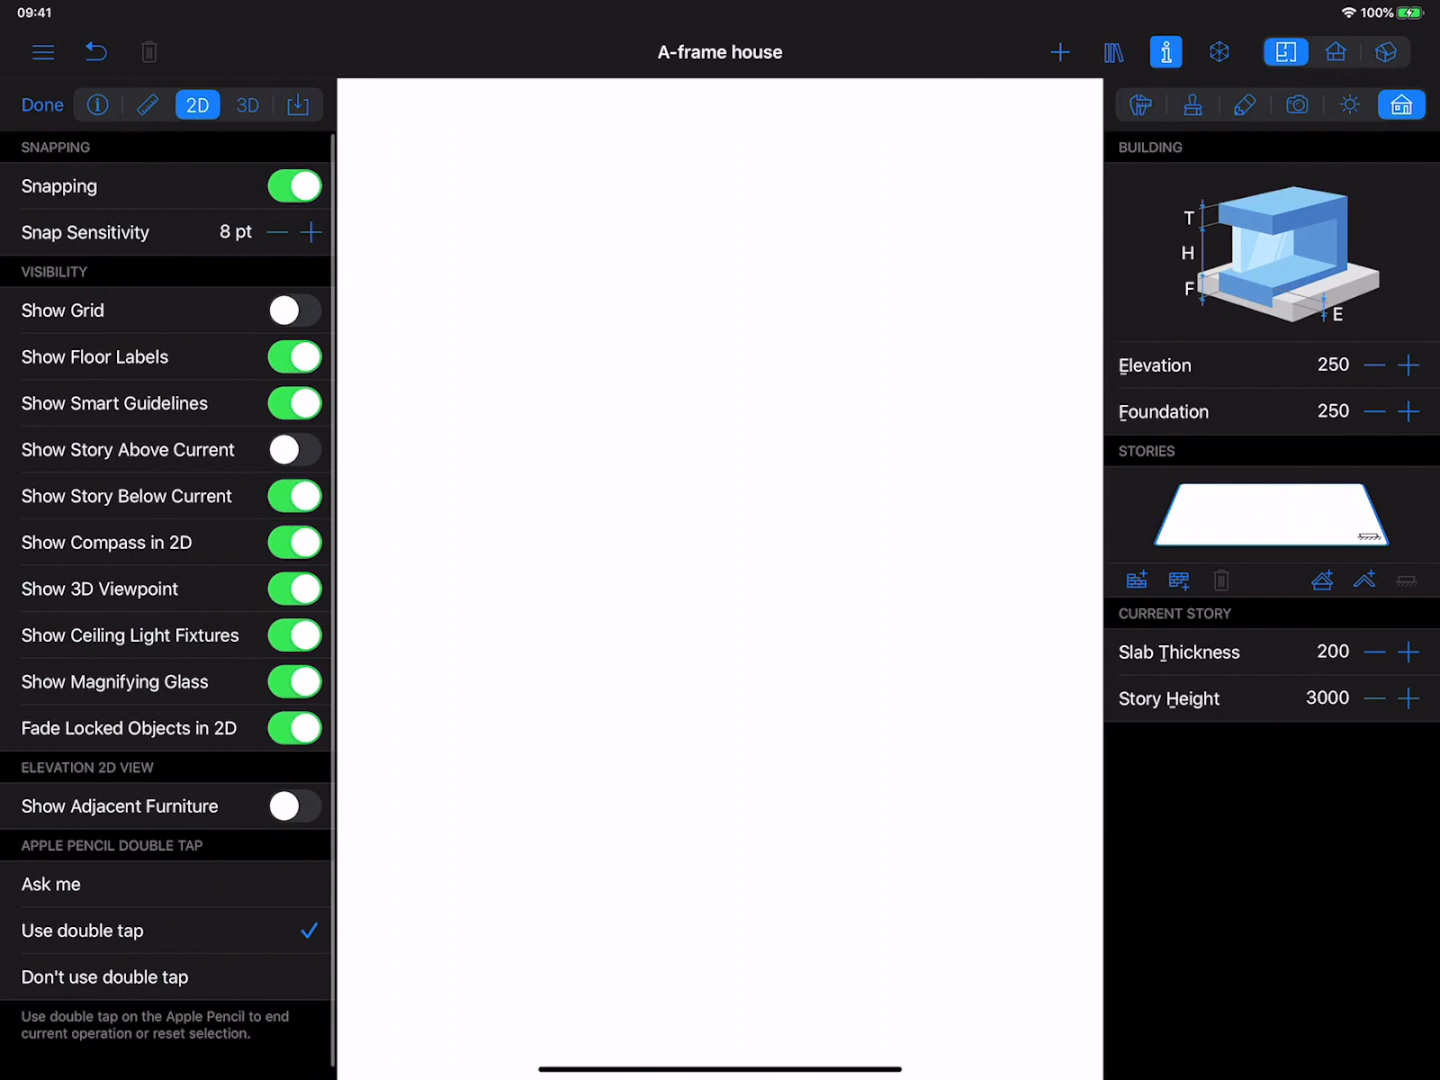 09:41
100%
A-frame house
Done
2D
3D
SNAPPING
Snapping
Snap Sensitivity 8 pt
VISIBILITY
Show Grid
Show Floor Labels
Show Smart Guidelines
Show Story Above Current
Show Story Below Current
Show Compass in 2D
Show 3D Viewpoint
Show Ceiling Light Fixtures
Show Magnifying Glass
Fade Locked Objects in 2D
ELEVATION 2D VIEW
Show Adjacent Furniture
APPLE PENCIL DOUBLE TAP
Ask me
Use double tap
Don't use double tap
Use double tap on the Apple Pencil to end
current operation or reset selection.
BUILDING
T
H
F
E
Elevation 250
Foundation 250
STORIES
CURRENT STORY
Slab Thickness 200
Story Height 3000